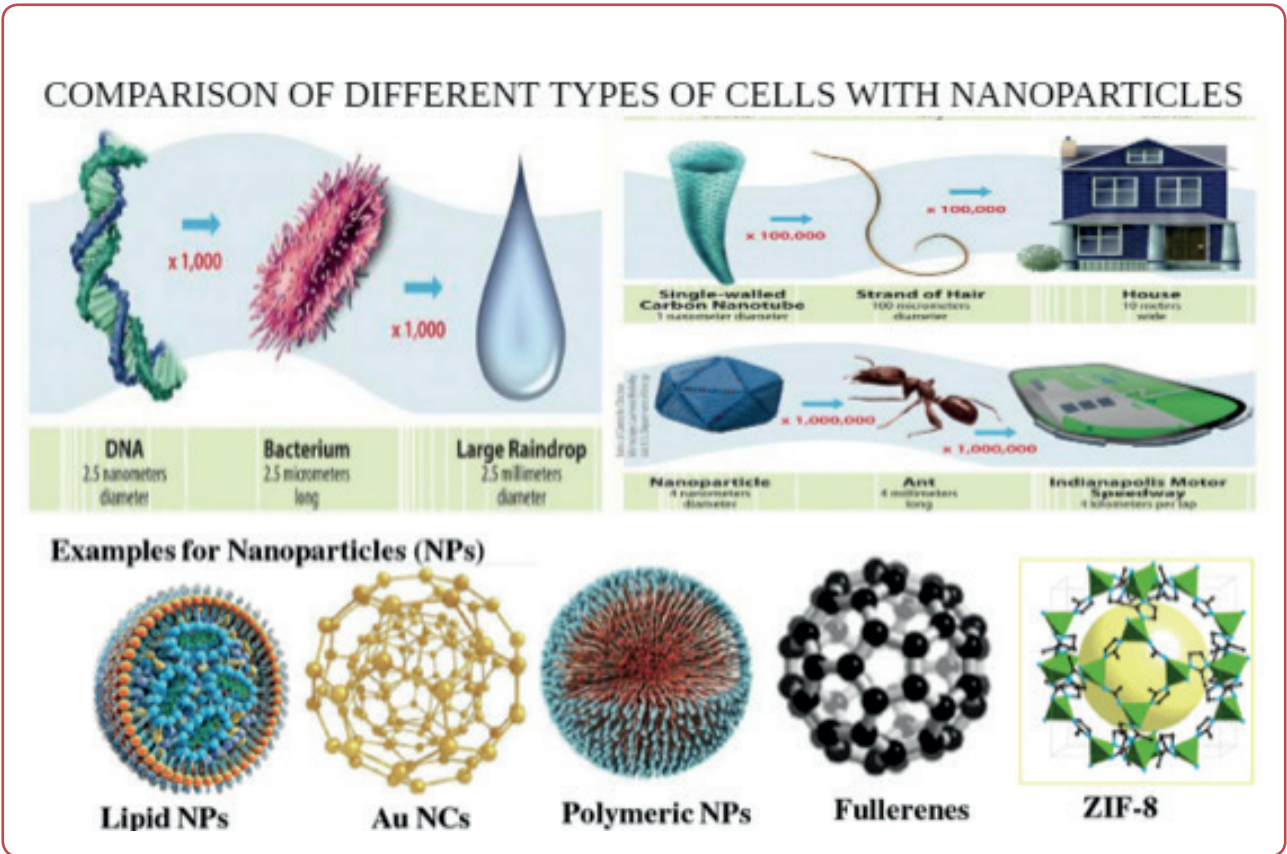 COMPARISON OF DIFFERENT TYPES OF CELLS WITH NANOPARTICLES
x 1,000
x 1,000
DNA
2.5 nanometers
diameter
Bacterium
2.5 micrometers
long
Large Raindrop
2.5 millimeters
diameter
x 100,000
x 100,000
Single-walled
Carbon Nanotube
1 nanometer diameter
Strand of Hair
100 micrometers
diameter
House
10 meters
wide
x 1,000,000
x 1,000,000
Nanoparticle
4 nanometers
diameter
Ant
4 millimeters
long
Indianapolis Motor
Speedway
4 kilometers per lap
Examples for Nanoparticles (NPs)
Lipid NPs
Au NCs
Polymeric NPs
Fullerenes
ZIF-8